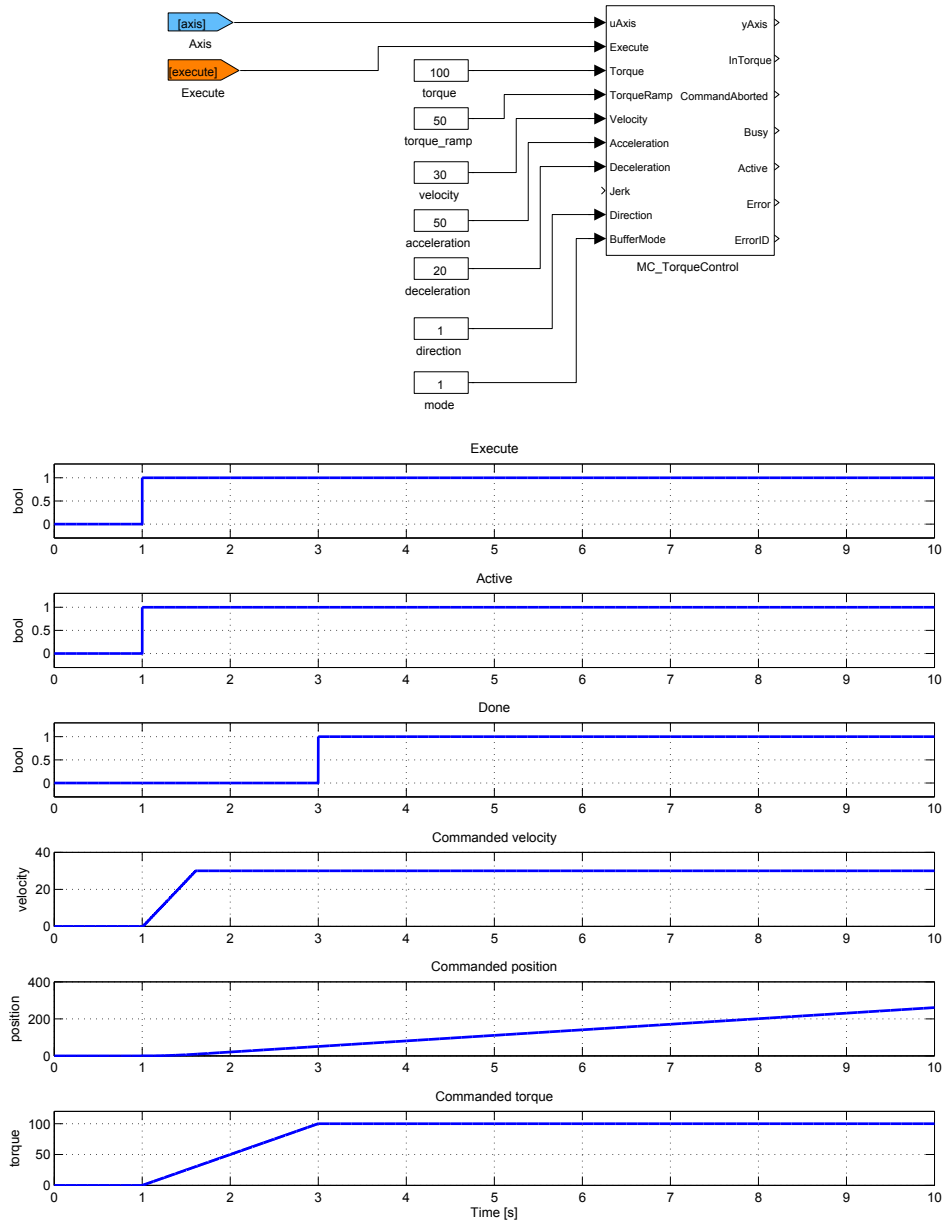 [axis]
Axis
[execute]
Execute
100
torque
50
torque_ramp
30
velocity
50
acceleration
20
deceleration
1
direction
1
mode
uAxis
Execute
Torque
TorqueRamp
Velocity
Acceleration
Deceleration
Jerk
Direction
BufferMode
yAxis
InTorque
CommandAborted
Busy
Active
Error
ErrorID
MC_TorqueControl
Execute
bool
1
0.5
0
0 1 2 3 4 5 6 7 8 9 10
Active
bool
1
0.5
0
0 1 2 3 4 5 6 7 8 9 10
Done
bool
1
0.5
0
0 1 2 3 4 5 6 7 8 9 10
Commanded velocity
velocity
40
20
0
0 1 2 3 4 5 6 7 8 9 10
Commanded position
position
400
200
0
0 1 2 3 4 5 6 7 8 9 10
Commanded torque
torque
100
50
0
0 1 2 3 4 5 6 7 8 9 10
Time [s]